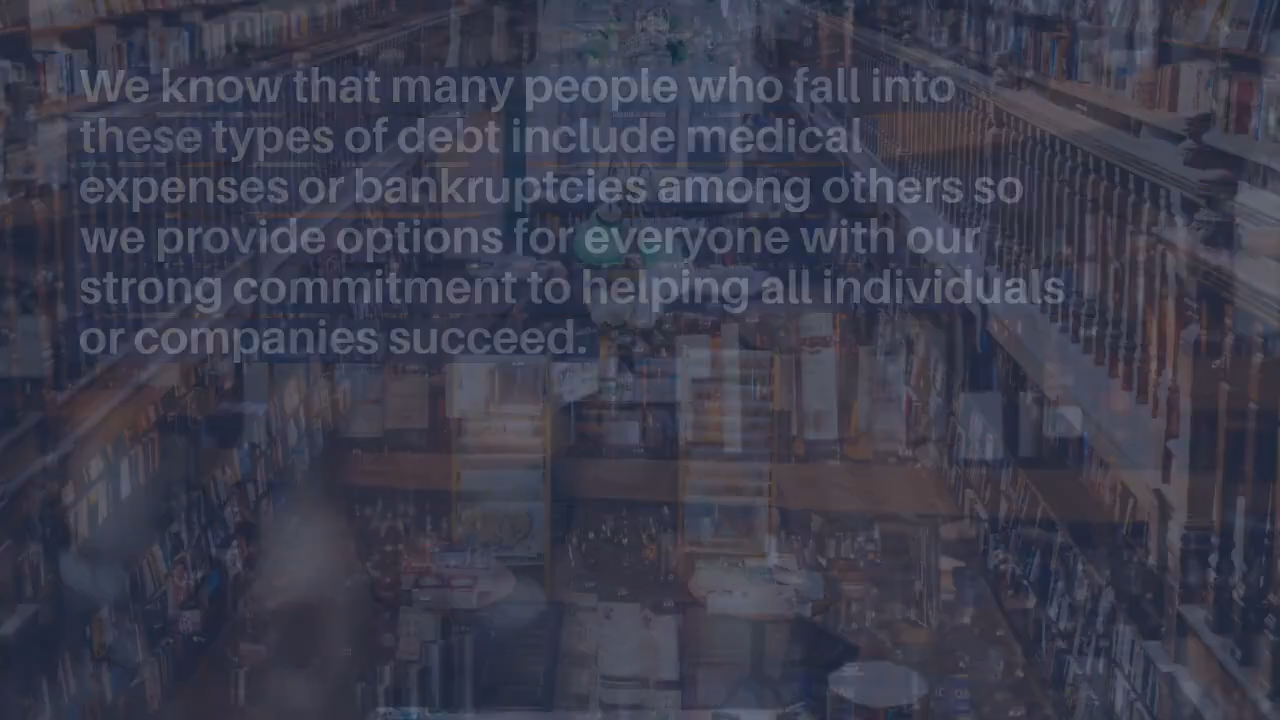 We know that many people who fall into
these types of debt include medical
expenses or bankruptcies among others so
we provide options for everyone with our
strong commitment to helping all individuals
or companies succeed.